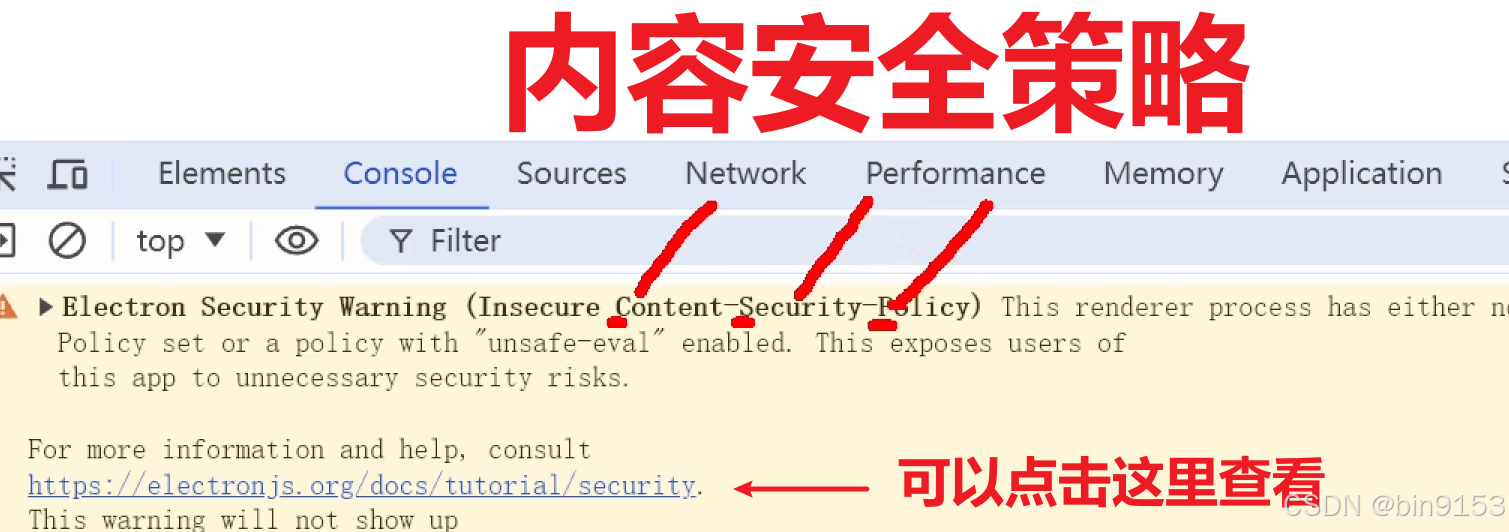 内容安全策略
Elements Console Sources Network Performance Memory Application
top Filter
Electron Security Warning (Insecure Content-Security-Policy) This renderer process has either
Policy set or a policy with "unsafe-eval" enabled. This exposes users of
this app to unnecessary security risks.
For more information and help, consult
https://electronjs.org/docs/tutorial/security.
可以点击这里查看
This warning will not show up
CSDN @bin9153